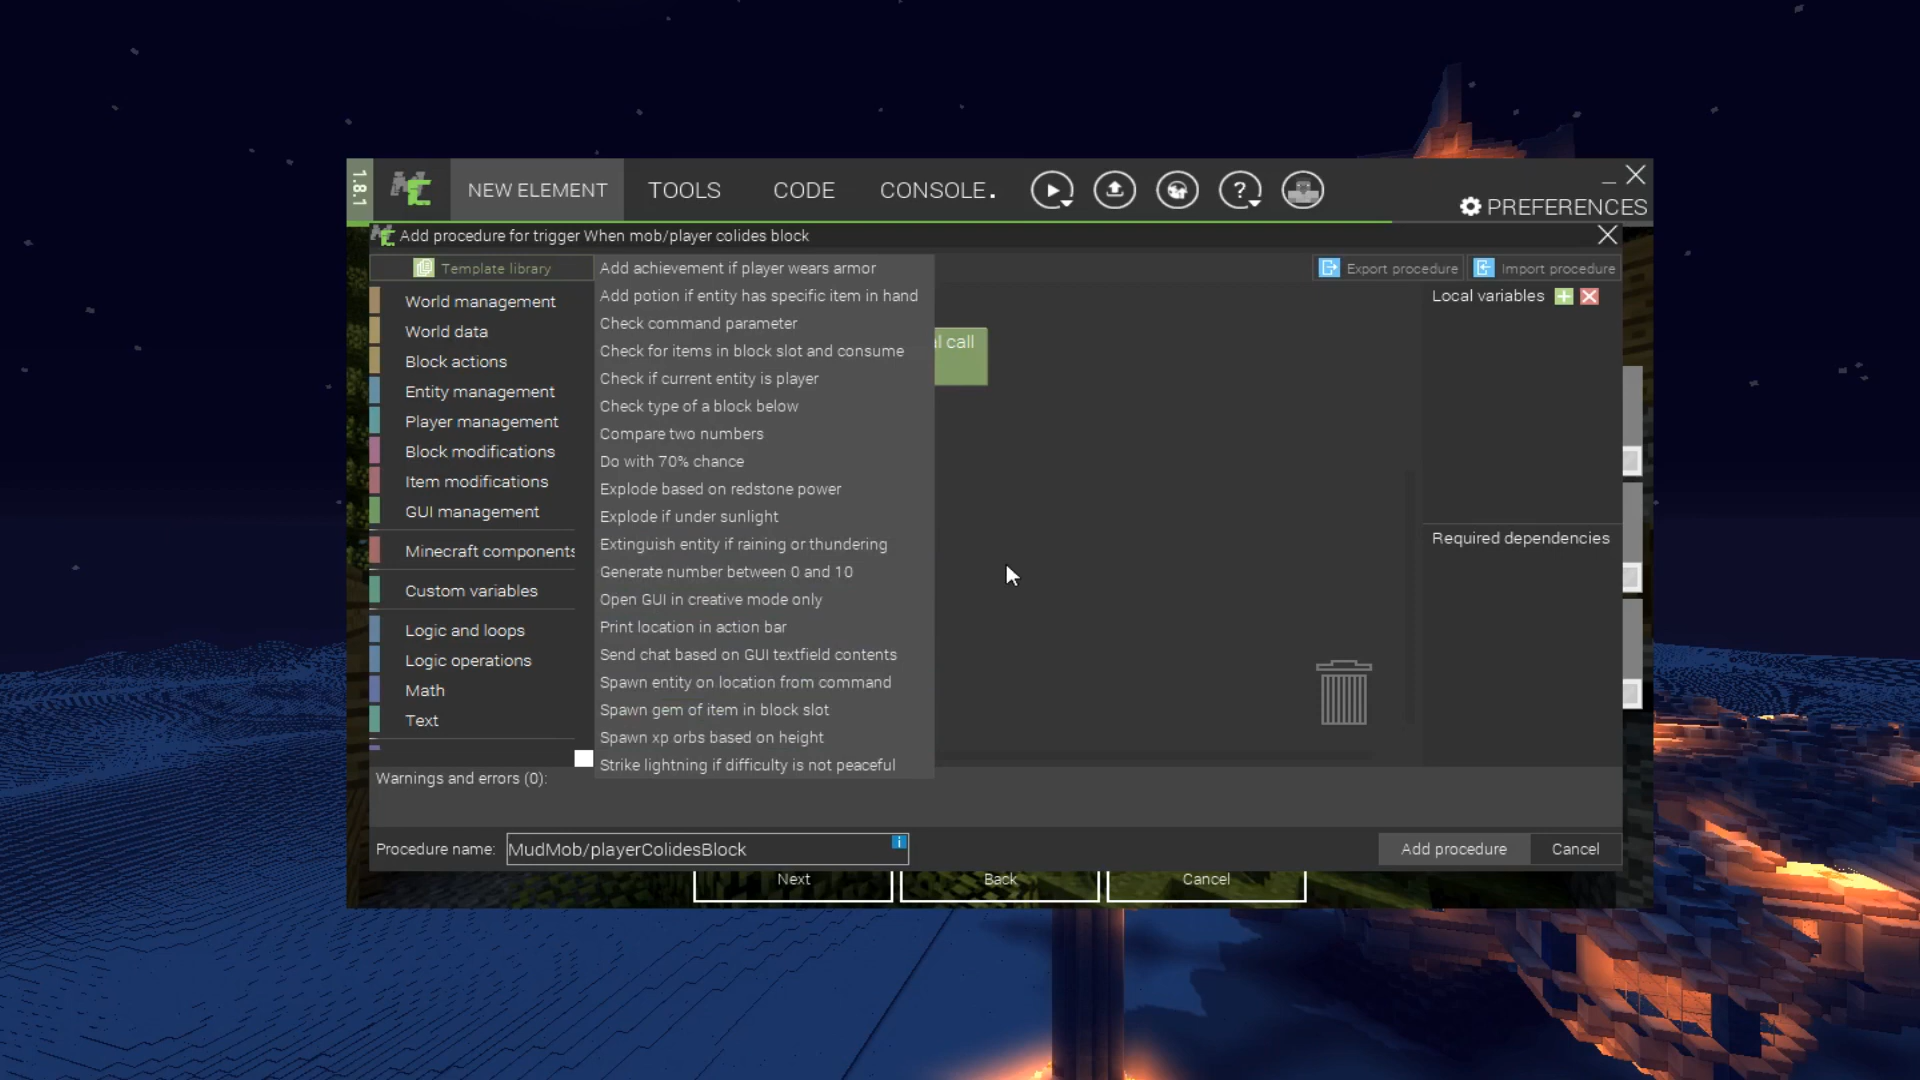 1.8.1
NEW ELEMENT
TOOLS
CODE
CONSOLE.
?
PREFERENCES
Add procedure for trigger When mob/player colides block
Template library
Export procedure
Import procedure
World management
World data
Block actions
Entity management
Player management
Block modifications
Item modifications
GUI management
Minecraft components
Custom variables
Logic and loops
Logic operations
Math
Text
Add achievement if player wears armor
Add potion if entity has specific item in hand
Check command parameter
Check for items in block slot and consume
Check if current entity is player
Check type of a block below
Compare two numbers
Do with 70% chance
Explode based on redstone power
Explode if under sunlight
Extinguish entity if raining or thundering
Generate number between 0 and 10
Open GUI in creative mode only
Print location in action bar
Send chat based on GUI textfield contents
Spawn entity on location from command
Spawn gem of item in block slot
Spawn xp orbs based on height
Strike lightning if difficulty is not peaceful
call
Local variables
Required dependencies
Warnings and errors (0):
Procedure name:
MudMob/playerColidesBlock
i
Add procedure
Cancel
Next
Back
Cancel